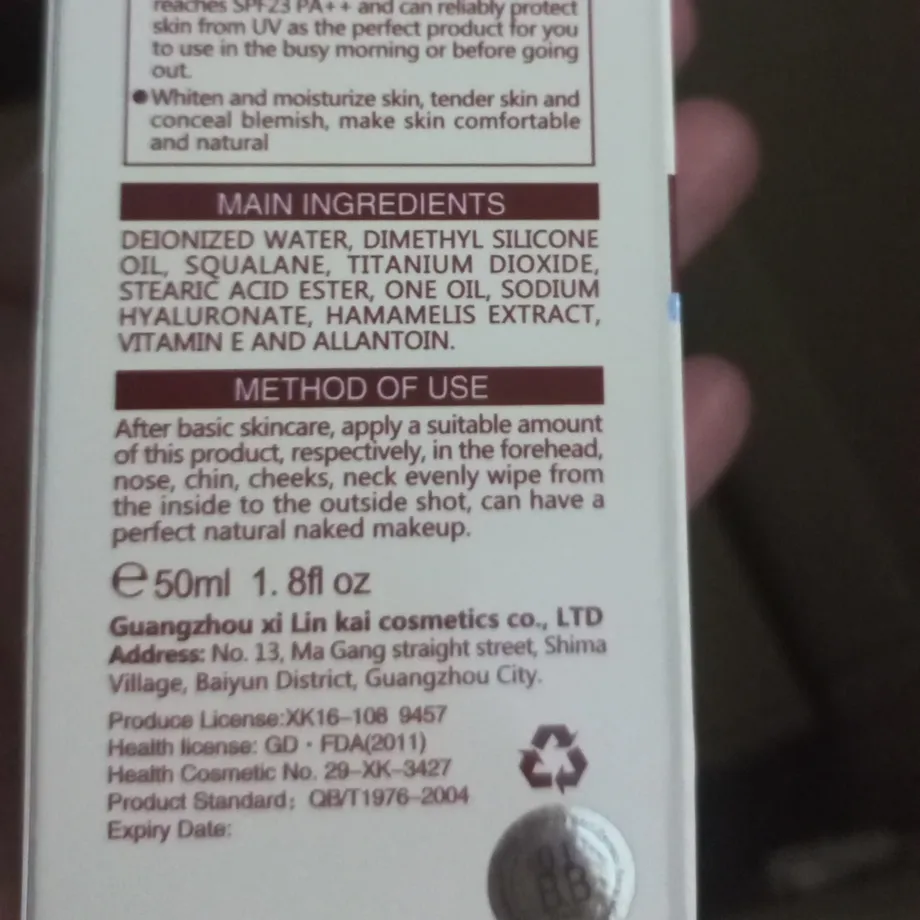 reaches SPF23 PA++ and can reliably protect
skin from UV as the perfect product for you
to use in the busy morning or before going
out.
●Whiten and moisturize skin, tender skin and
conceal blemish, make skin comfortable
and natural
MAIN INGREDIENTS
DEIONIZED WATER, DIMETHYL SILICONE
OIL, SQUALANE, TITANIUM DIOXIDE,
STEARIC ACID ESTER, ONE OIL, SODIUM
HYALURONATE, HAMAMELIS EXTRACT,
VITAMIN E AND ALLANTOIN.
METHOD OF USE
After basic skincare, apply a suitable amount
of this product, respectively, in the forehead,
nose, chin, cheeks, neck evenly wipe from
the inside to the outside shot, can have a
perfect natural naked makeup.
℮50ml 1. 8fl oz
Guangzhou xi Lin kai cosmetics co., LTD
Address: No. 13, Ma Gang straight street, Shima
Village, Baiyun District, Guangzhou City.
Produce License:XK16-108 9457
Health license: GD · FDA(2011)
Health Cosmetic No. 29-XK-3427
Product Standard: QB/T1976-2004
Expiry Date: